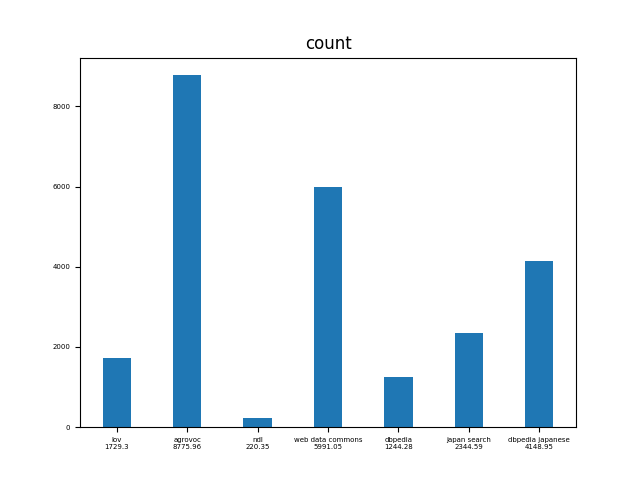 count
8000
6000
4000
2000
0
lov agrovoc ndl web data commons dbpedia japan search dbpedia japanese
1729.3 8775.96 220.35 5991.05 1244.28 2344.59 4148.95